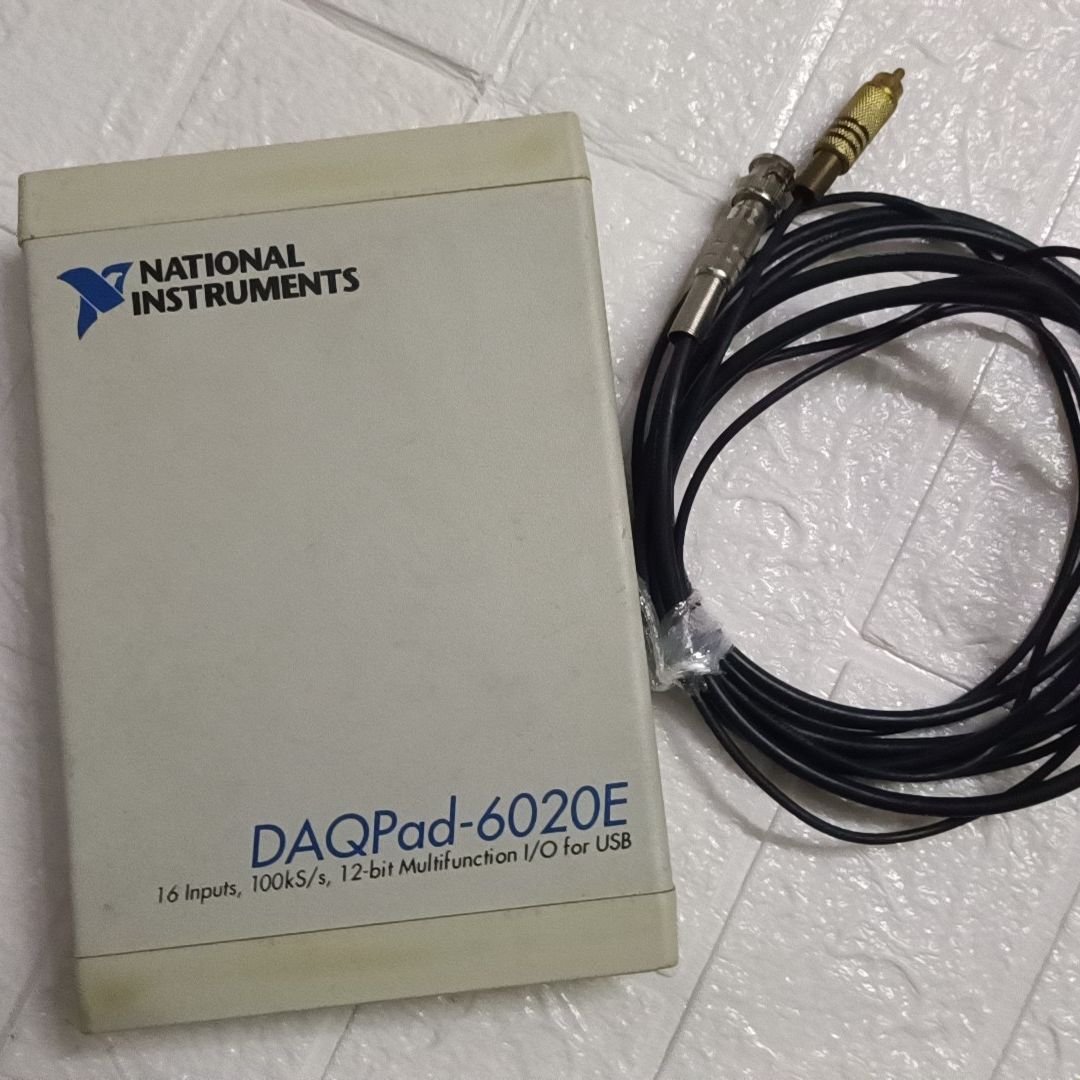 NATIONAL
INSTRUMENTS
DAQPad-6020E
16 Inputs, 100kS/s, 12-bit Multifunction I/O for USB